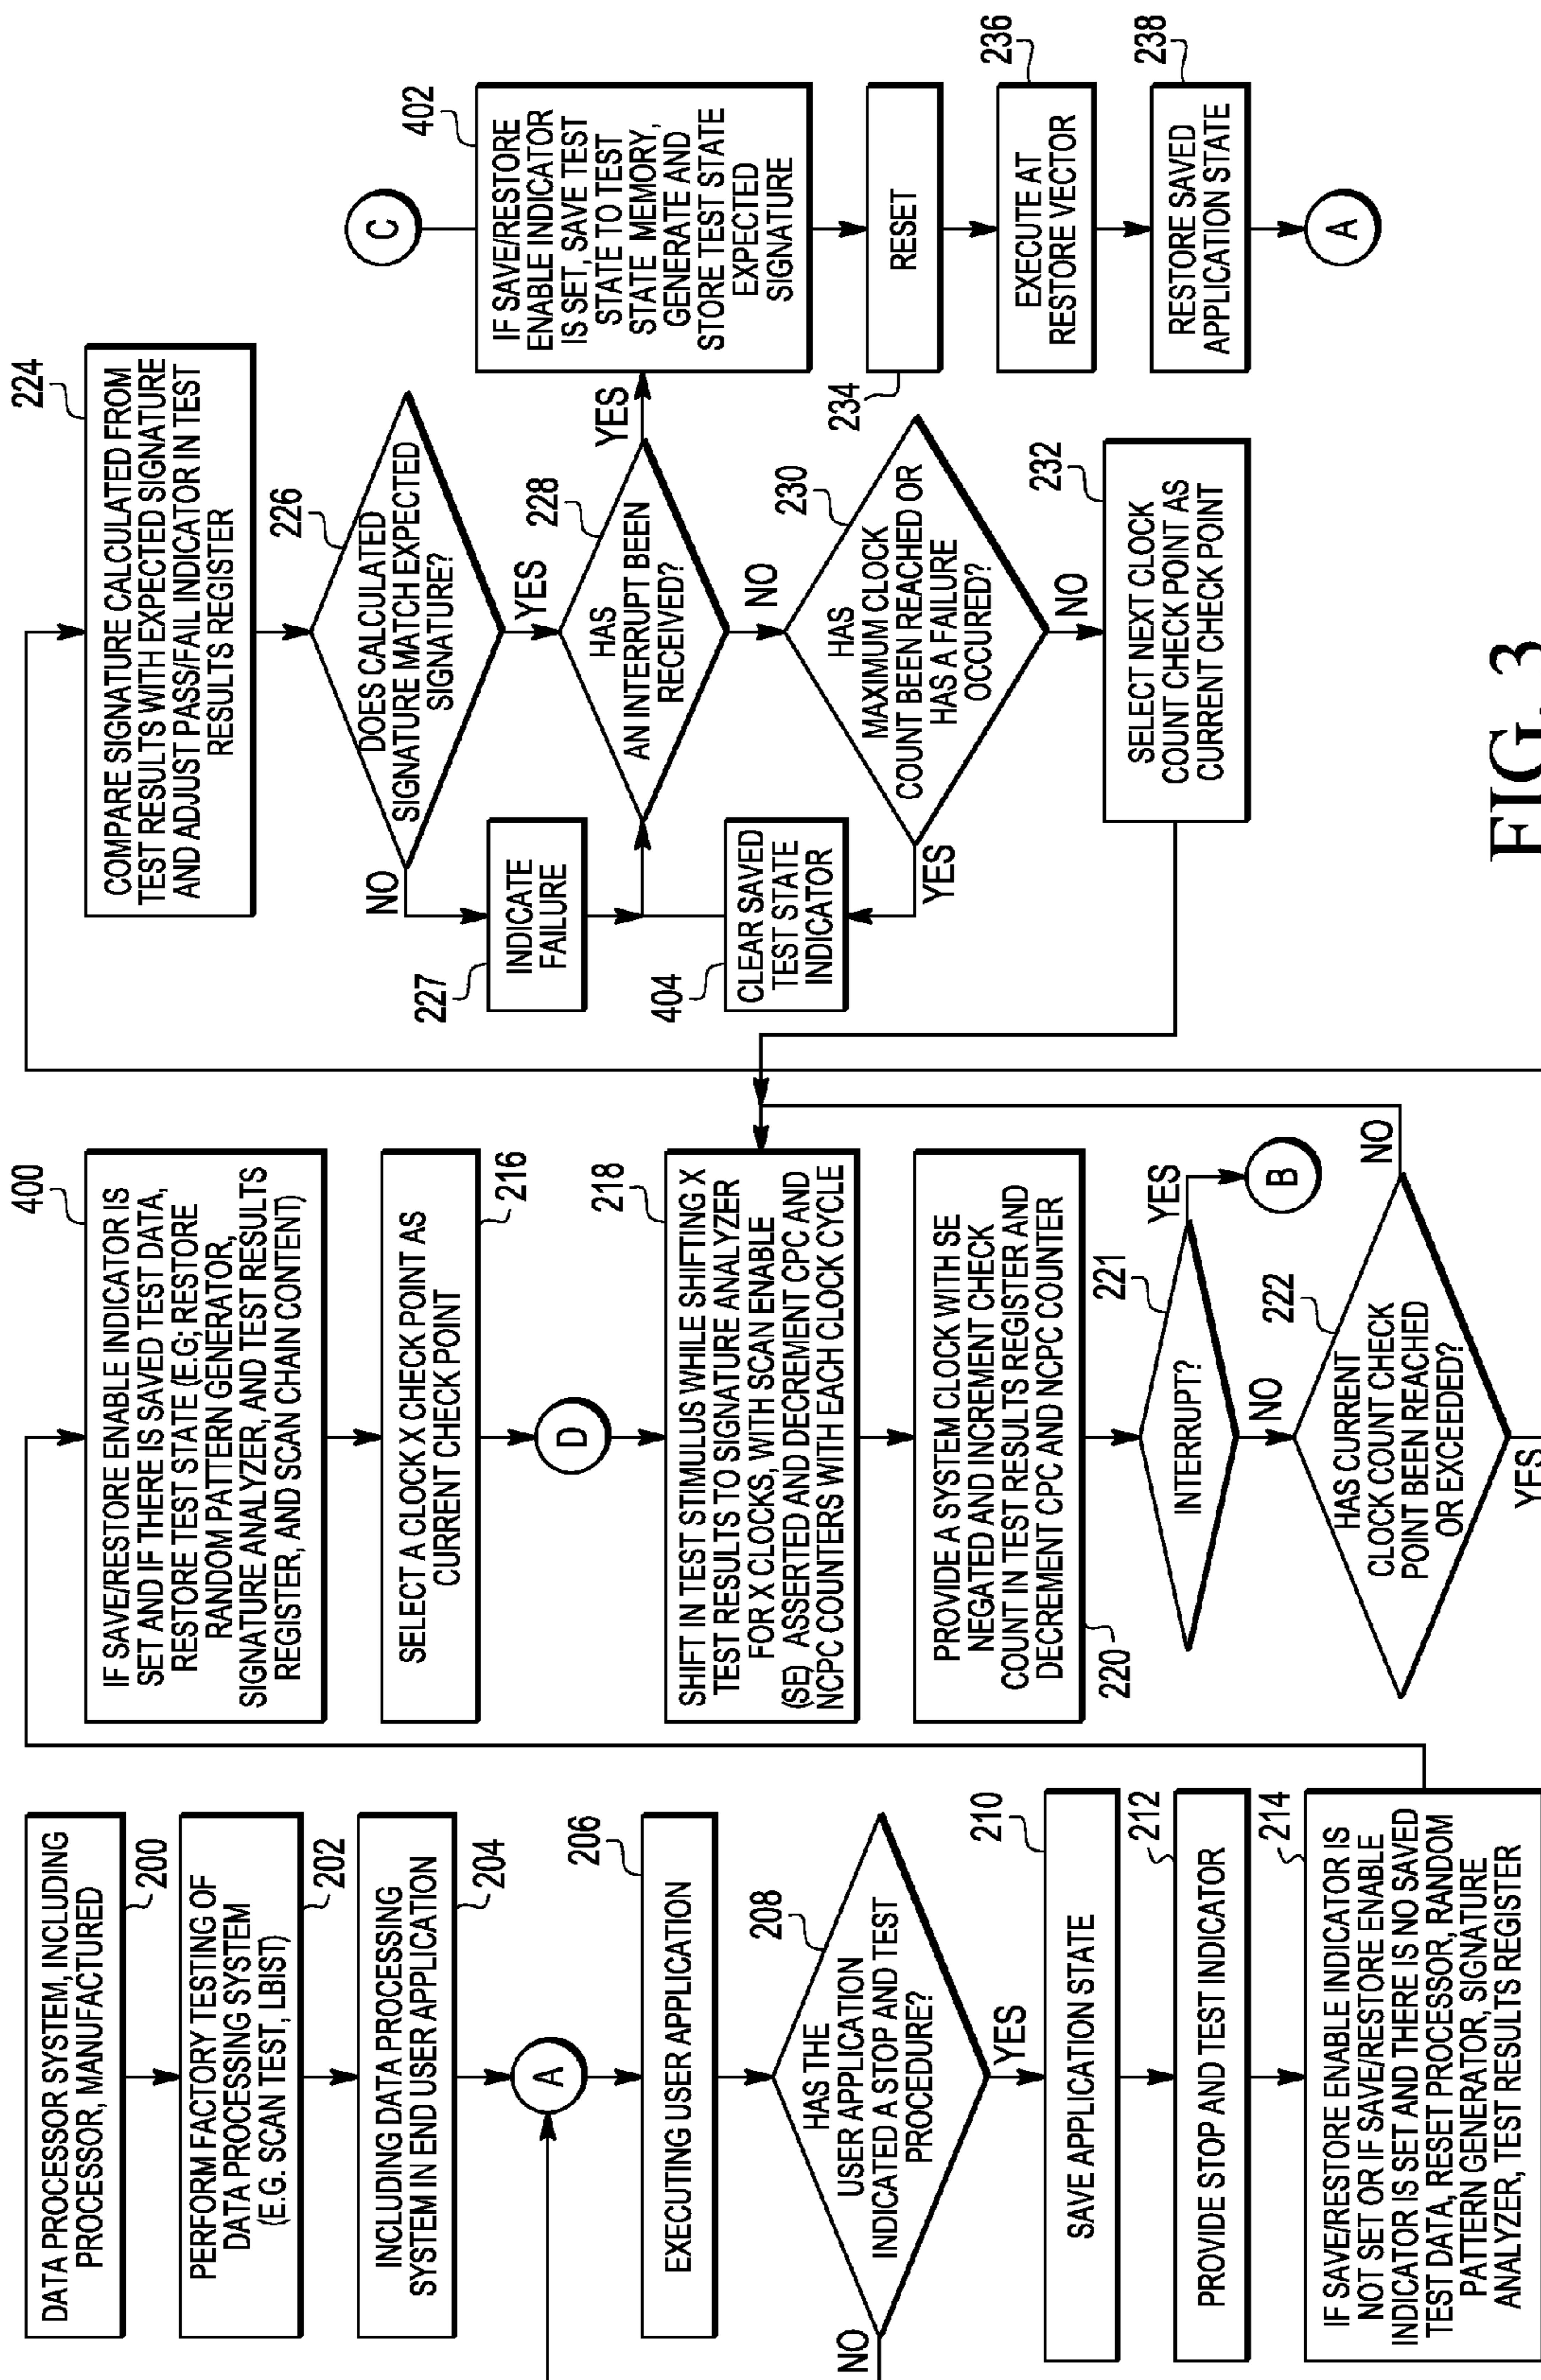 DATA PROCESSOR SYSTEM, INCLUDING
PROCESSOR, MANUFACTURED
200
PERFORM FACTORY TESTING OF
DATA PROCESSING SYSTEM
(E.G. SCAN TEST, LBIST)
202
INCLUDING DATA PROCESSING
SYSTEM IN END USER APPLICATION
204
A
206
EXECUTING USER APPLICATION
208
HAS THE
USER APPLICATION
INDICATED A STOP AND TEST
PROCEDURE?
NO
YES
210
SAVE APPLICATION STATE
212
PROVIDE STOP AND TEST INDICATOR
214
IF SAVE/RESTORE ENABLE INDICATOR IS
NOT SET OR IF SAVE/RESTORE ENABLE
INDICATOR IS SET AND THERE IS NO SAVED
TEST DATA, RESET PROCESSOR, RANDOM
PATTERN GENERATOR, SIGNATURE
ANALYZER, TEST RESULTS REGISTER
400
IF SAVE/RESTORE ENABLE INDICATOR IS
SET AND IF THERE IS SAVED TEST DATA,
RESTORE TEST STATE (E.G; RESTORE
RANDOM PATTERN GENERATOR,
SIGNATURE ANALYZER, AND TEST RESULTS
REGISTER, AND SCAN CHAIN CONTENT)
SELECT A CLOCK X CHECK POINT AS
CURRENT CHECK POINT
216
D
218
SHIFT IN TEST STIMULUS WHILE SHIFTING X
TEST RESULTS TO SIGNATURE ANALYZER
FOR X CLOCKS, WITH SCAN ENABLE
(SE) ASSERTED AND DECREMENT CPC AND
NCPC COUNTERS WITH EACH CLOCK CYCLE
PROVIDE A SYSTEM CLOCK WITH SE
NEGATED AND INCREMENT CHECK
COUNT IN TEST RESULTS REGISTER AND
DECREMENT CPC AND NCPC COUNTER
220
221
INTERRUPT?
YES
B
NO
222
HAS CURRENT
CLOCK COUNT CHECK
POINT BEEN REACHED
OR EXCEEDED?
NO
YES
224
COMPARE SIGNATURE CALCULATED FROM
TEST RESULTS WITH EXPECTED SIGNATURE
AND ADJUST PASS/FAIL INDICATOR IN TEST
RESULTS REGISTER
226
DOES CALCULATED
SIGNATURE MATCH EXPECTED
SIGNATURE?
NO
YES
227
INDICATE
FAILURE
228
HAS
AN INTERRUPT BEEN
RECEIVED?
YES
NO
404
CLEAR SAVED
TEST STATE
INDICATOR
230
HAS
MAXIMUM CLOCK
COUNT BEEN REACHED OR
HAS A FAILURE
OCCURED?
YES
NO
232
SELECT NEXT CLOCK
COUNT CHECK POINT AS
CURRENT CHECK POINT
C
402
IF SAVE/RESTORE
ENABLE INDICATOR
IS SET, SAVE TEST
STATE TO TEST
STATE MEMORY,
GENERATE AND
STORE TEST STATE
EXPECTED
SIGNATURE
RESET
234
236
EXECUTE AT
RESTORE VECTOR
238
RESTORE SAVED
APPLICATION STATE
A
FIG. 3